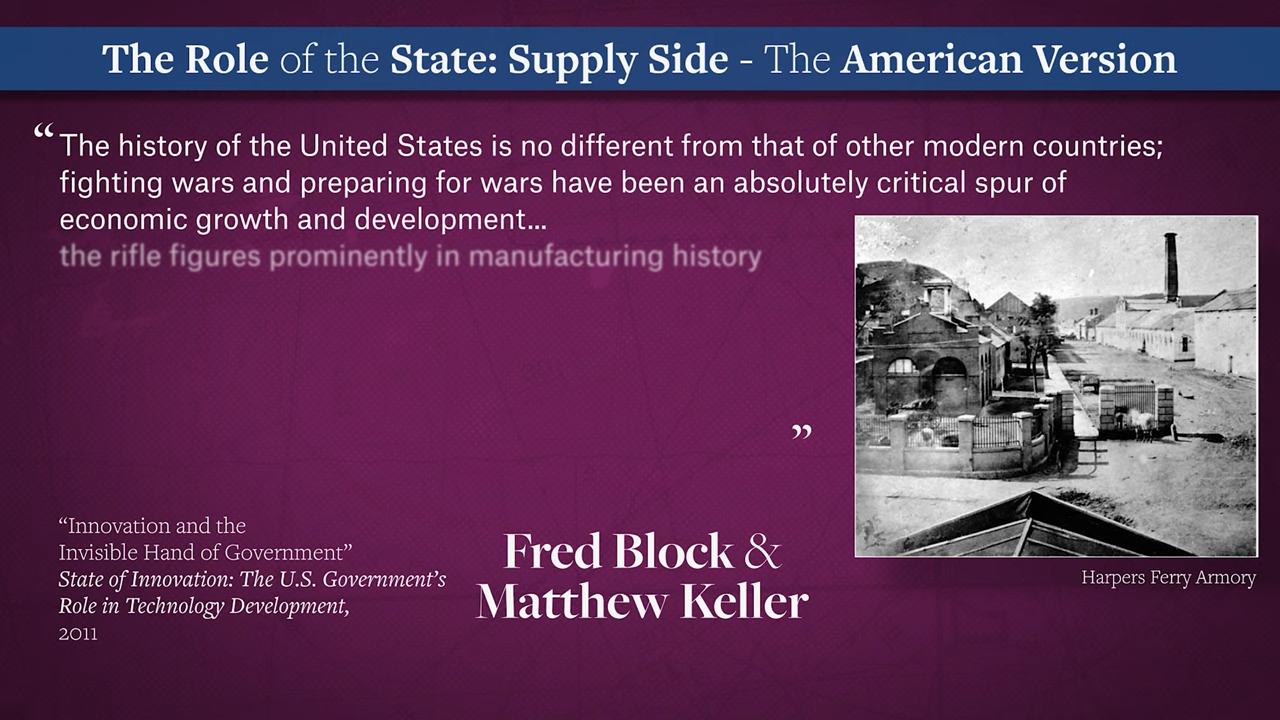 The Role of the State: Supply Side - The American Version
“The history of the United States is no different from that of other modern countries;
fighting wars and preparing for wars have been an absolutely critical spur of
economic growth and development...
the rifle figures prominently in manufacturing history
”
“Innovation and the
Invisible Hand of Government”
State of Innovation: The U.S. Government’s
Role in Technology Development,
2011
Fred Block &
Matthew Keller
Harpers Ferry Armory